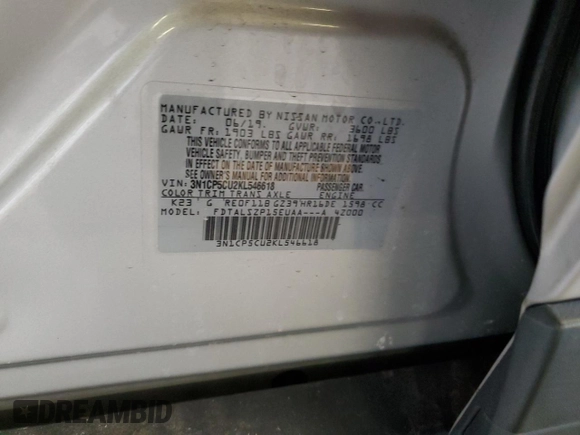 MANUFACTURED BY NISSAN MOTOR CO.,LTD.
DATE: 06/19. GVWR: 3600 LBS
GAWR FR: 1903 LBS GAWR RR: 1698 LBS
THIS VEHICLE CONFORMS TO ALL APPLICABLE FEDERAL MOTOR
VEHICLE SAFETY, BUMPER AND THEFT PREVENTION STANDARDS
IN EFFECT ON THE DATE OF MANUFACTURE SHOWN ABOVE.
SEE OWNER'S MANUAL FOR ADDITIONAL INFORMATION
VIN: 3N1CP5CU2KL546618 PASSENGER CAR.
COLOR TRIM TRANS AXLE ENGINE
K23 G RE0F11B GZ39 HR16DE 1598 CC
MODEL: FDTALSZP15EUAA---A 42000
3N1CP5CU2KL546618
DREAMBID